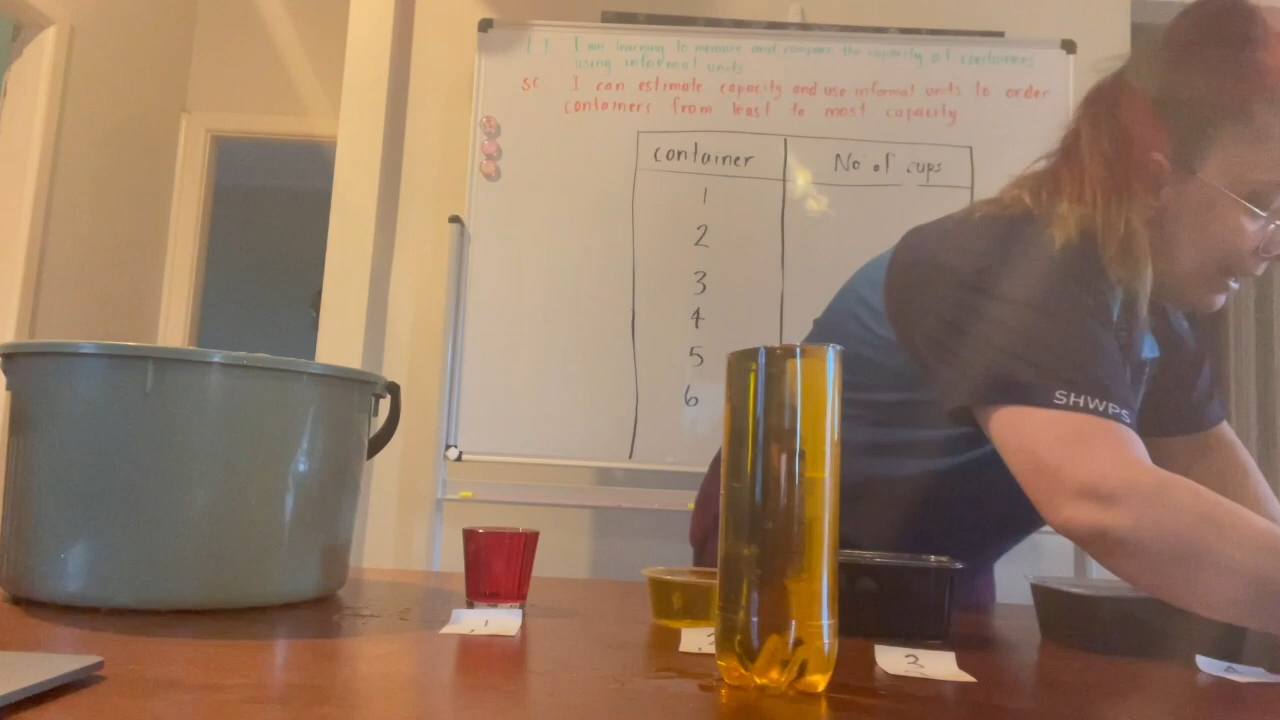 I am learning to measure and compare the capacity of containers
using informal units
SC. I can estimate capacity and use informal units to order
containers from least to most capacity
container
No of cups
1
2
3
4
5
6
SHWPS
1
2
3
4